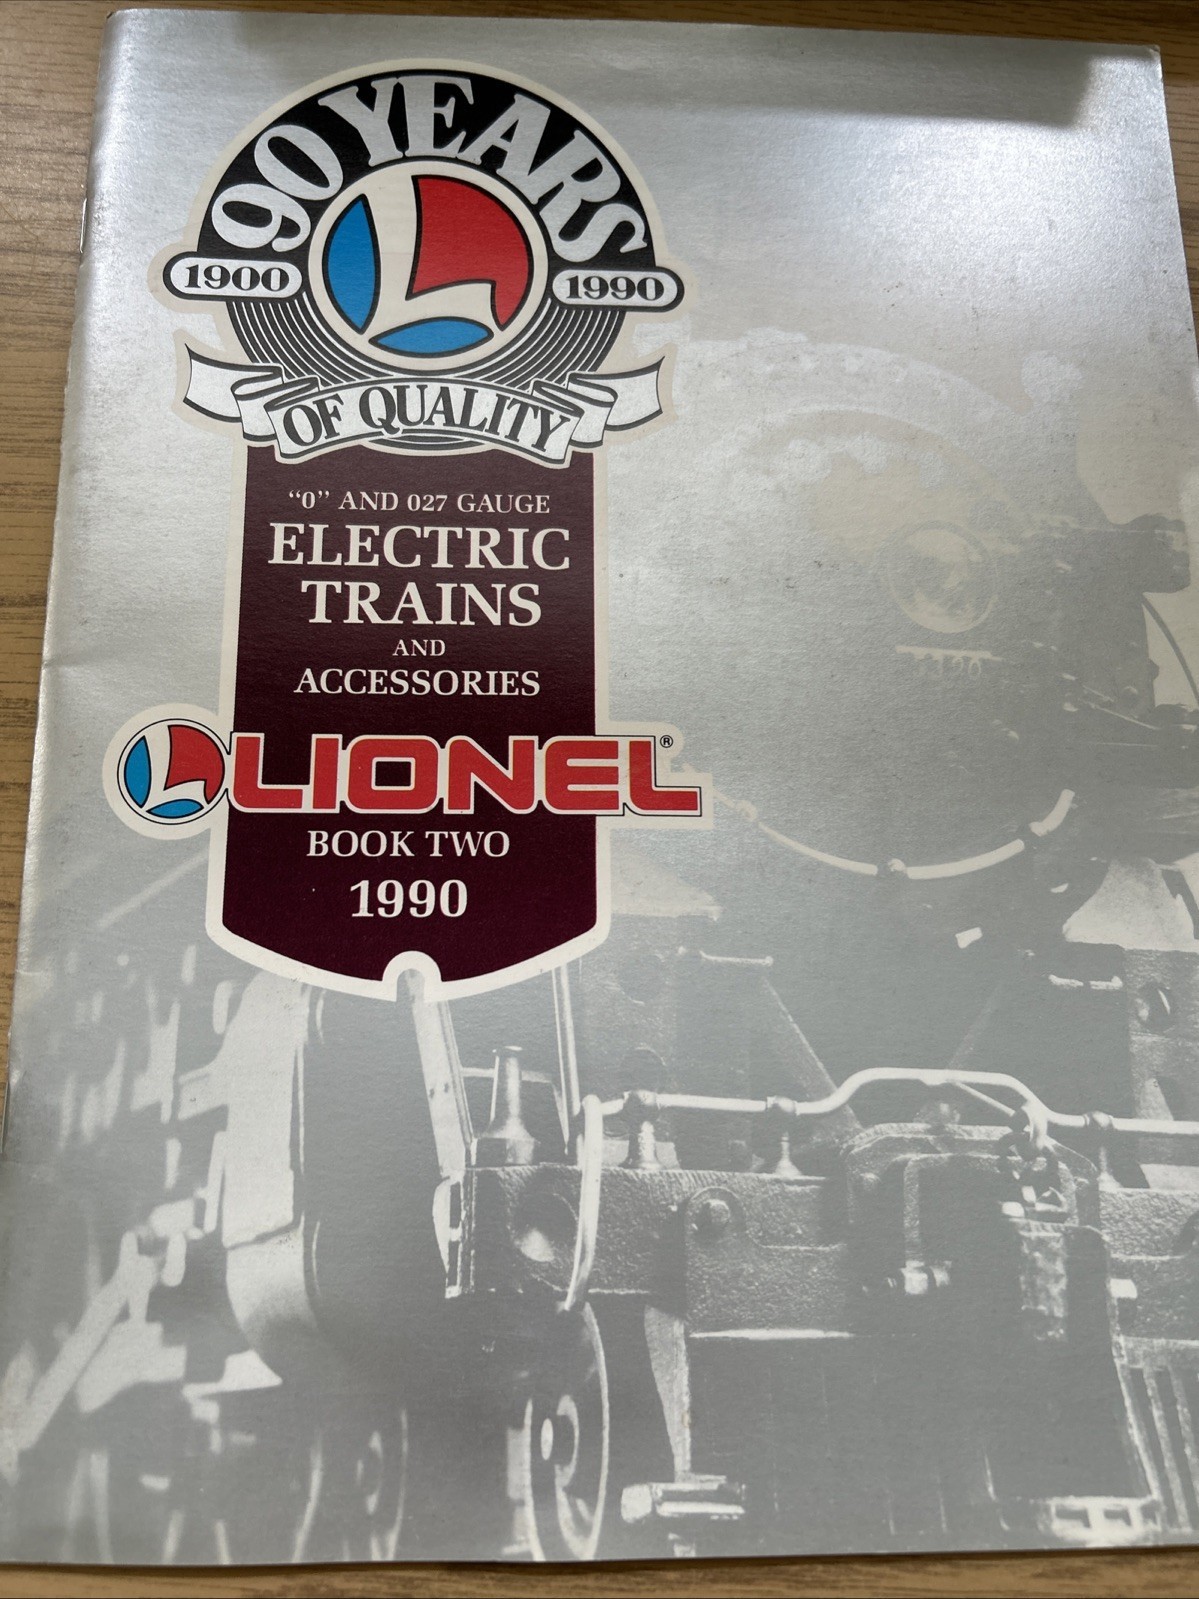 90 YEARS
1900
1990
OF QUALITY
"0" AND 027 GAUGE
ELECTRIC
TRAINS
AND
ACCESSORIES
L LIONEL®
BOOK TWO
1990